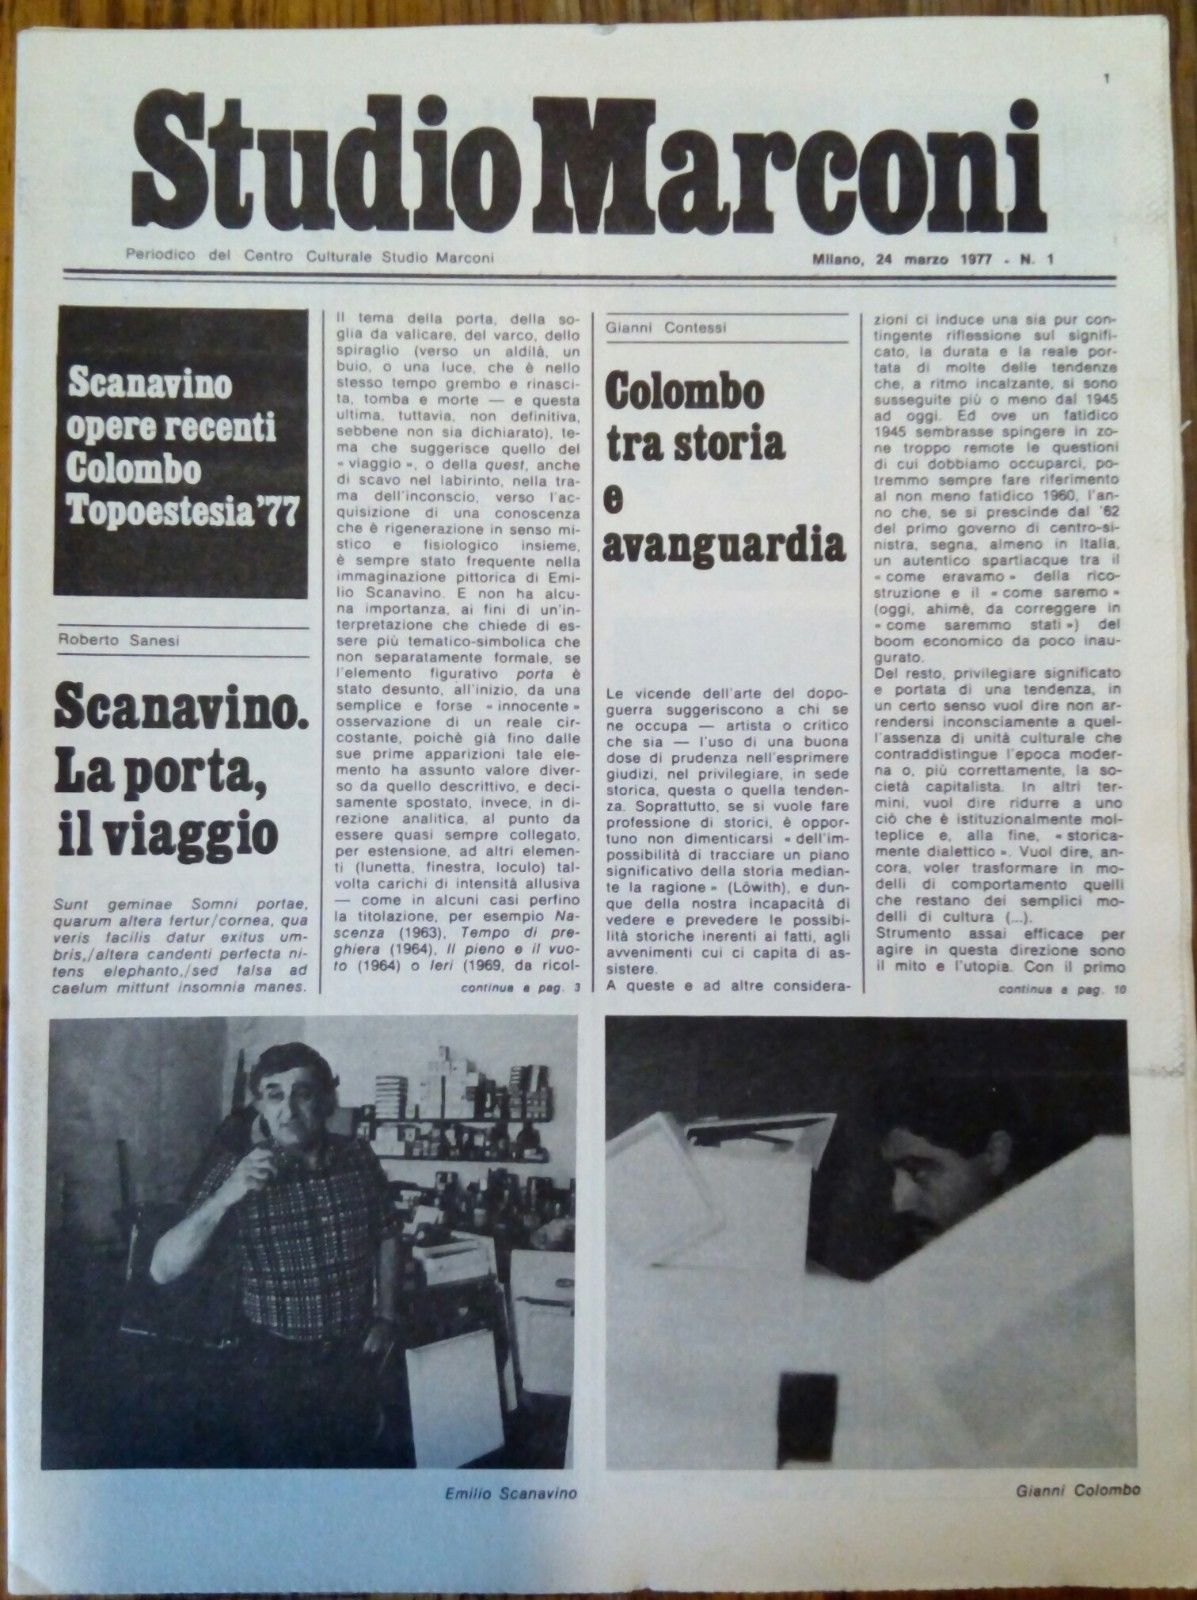 1
Studio Marconi
Periodico del Centro Culturale Studio Marconi
Milano, 24 marzo 1977 - N. 1
Scanavino
opere recenti
Colombo
Topoestesia '77
Roberto Sanesi
Scanavino.
La porta,
il viaggio
Sunt geminae Somni portae,
quarum altera fertur/cornea, qua
veris facilis datur exitus um-
bris,/altera candenti perfecta ni-
tens elephanto,/sed falsa ad
caelum mittunt insomnia manes.
Il tema della porta, della so-
glia da valicare, del varco, dello
spiraglio (verso un aldilà, un
buio, o una luce, che è nello
stesso tempo grembo e rinasci-
ta, tomba e morte — e questa
ultima, tuttavia, non definitiva,
sebbene non sia dichiarato), te-
ma che suggerisce quello del
« viaggio », o della quest, anche
di scavo nel labirinto, nella tra-
ma dell'inconscio, verso l'ac-
quisizione di una conoscenza
che è rigenerazione in senso mi-
stico e fisiologico insieme,
è sempre stato frequente nella
immaginazione pittorica di Emi-
lio Scanavino. E non ha alcu-
na importanza, ai fini di un'in-
terpretazione che chiede di es-
sere più tematico-simbolica che
non separatamente formale, se
l'elemento figurativo porta è
stato desunto, all'inizio, da una
semplice e forse « innocente »
osservazione di un reale cir-
costante, poichè già fino dalle
sue prime apparizioni tale ele-
mento ha assunto valore diver-
so da quello descrittivo, e deci-
samente spostato, invece, in di-
rezione analitica, al punto da
essere quasi sempre collegato,
per estensione, ad altri elemen-
ti (lunetta, finestra, loculo) tal-
volta carichi di intensità allusiva
— come in alcuni casi perfino
la titolazione, per esempio Na-
scenza (1963), Tempo di pre-
ghiera (1964), Il pieno e il vuo-
to (1964) o Ieri (1969, da ricol-
continua a pag. 3
Gianni Contessi
Colombo
tra storia
e
avanguardia
Le vicende dell'arte del dopo-
guerra suggeriscono a chi se
ne occupa — artista o critico
che sia — l'uso di una buona
dose di prudenza nell'esprimere
giudizi, nel privilegiare, in sede
storica, questa o quella tenden-
za. Soprattutto, se si vuole fare
professione di storici, è oppor-
tuno non dimenticarsi « dell'im-
possibilità di tracciare un piano
significativo della storia median-
te la ragione » (Löwith), e dun-
que della nostra incapacità di
vedere e prevedere le possibi-
lità storiche inerenti ai fatti, agli
avvenimenti cui ci capita di as-
sistere.
A queste e ad altre considera-
zioni ci induce una sia pur con-
tingente riflessione sul signifi-
cato, la durata e la reale por-
tata di molte delle tendenze
che, a ritmo incalzante, si sono
susseguite più o meno dal 1945
ad oggi. Ed ove un fatidico
1945 sembrasse spingere in zo-
ne troppo remote le questioni
di cui dobbiamo occuparci, po-
tremmo sempre fare riferimento
al non meno fatidico 1960, l'an-
no che, se si prescinde dal '62
del primo governo di centro-si-
nistra, segna, almeno in Italia,
un autentico spartiacque tra il
« come eravamo » della rico-
struzione e il « come saremo »
(oggi, ahimè, da correggere in
« come saremmo stati ») del
boom economico da poco inau-
gurato.
Del resto, privilegiare significato
e portata di una tendenza, in
un certo senso vuol dire non ar-
rendersi inconsciamente a quel-
l'assenza di unità culturale che
contraddistingue l'epoca moder-
na o, più correttamente, la so-
cietà capitalista. In altri ter-
mini, vuol dire ridurre a uno
ciò che è istituzionalmente mol-
teplice e, alla fine, « storica-
mente dialettico ». Vuol dire, an-
cora, voler trasformare in mo-
delli di comportamento quelli
che restano dei semplici mo-
delli di cultura (...).
Strumento assai efficace per
agire in questa direzione sono
il mito e l'utopia. Con il primo
continua a pag. 10
Emilio Scanavino
Gianni Colombo